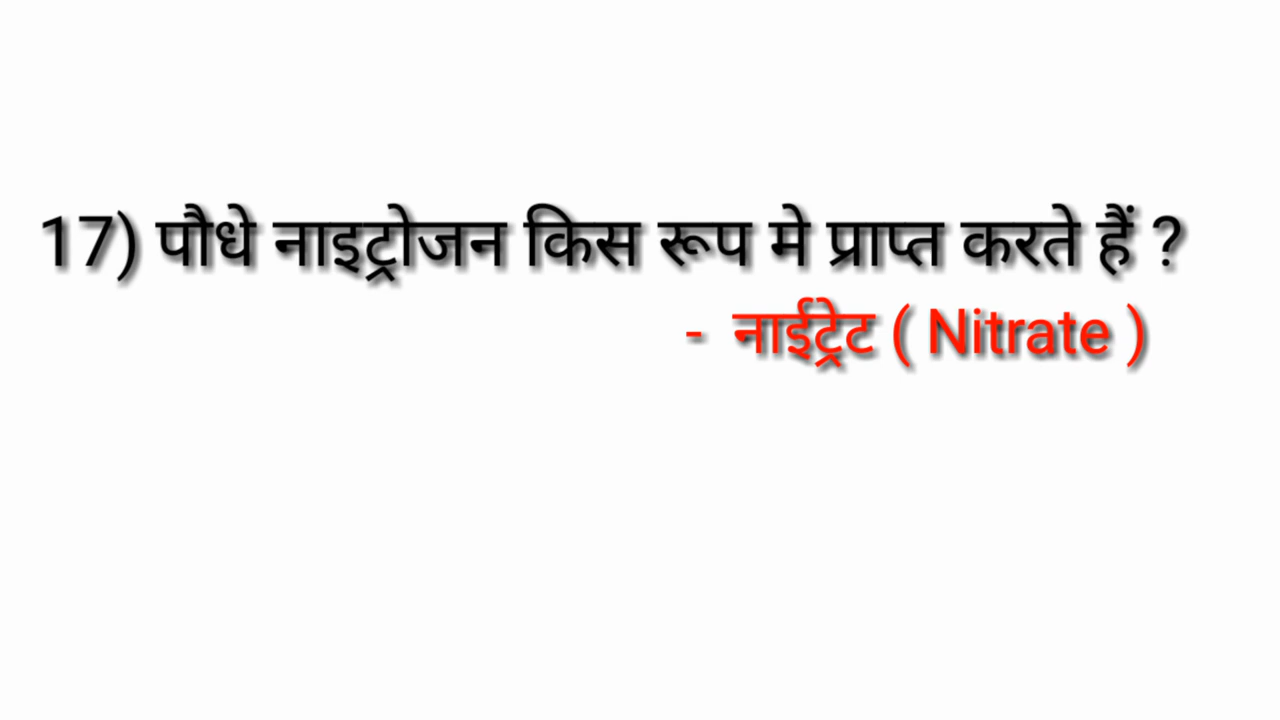 17) पौधे नाइट्रोजन किस रूप मे प्राप्त करते हैं ?
- नाईट्रेट ( Nitrate )